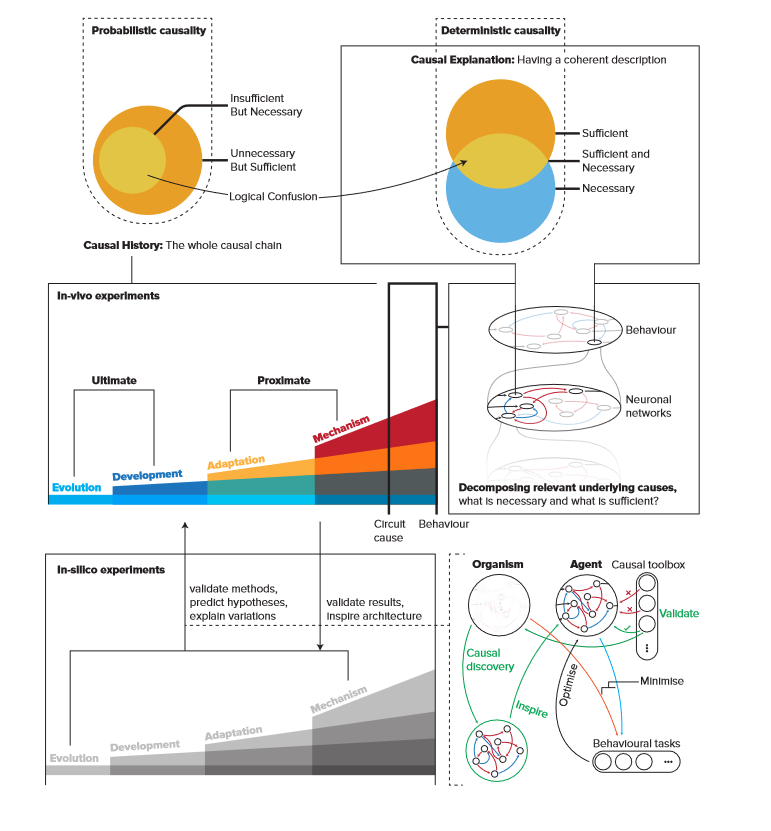 Probabilistic causality
Deterministic causality
Causal Explanation: Having a coherent description
Insufficient
But Necessary
Unnecessary
But Sufficient
Logical Confusion
Sufficient
Sufficient and
Necessary
Necessary
Causal History: The whole causal chain
In-vivo experiments
Ultimate
Proximate
Evolution
Development
Adaptation
Mechanism
Circuit
cause
Behaviour
Behaviour
Neuronal
networks
Decomposing relevant underlying causes,
what is necessary and what is sufficient?
In-silico experiments
validate methods,
predict hypotheses,
explain variations
validate results,
inspire architecture
Evolution
Development
Adaptation
Mechanism
Organism
Agent
Causal toolbox
Validate
Causal
discovery
Inspire
Optimise
Minimise
Behavioural tasks